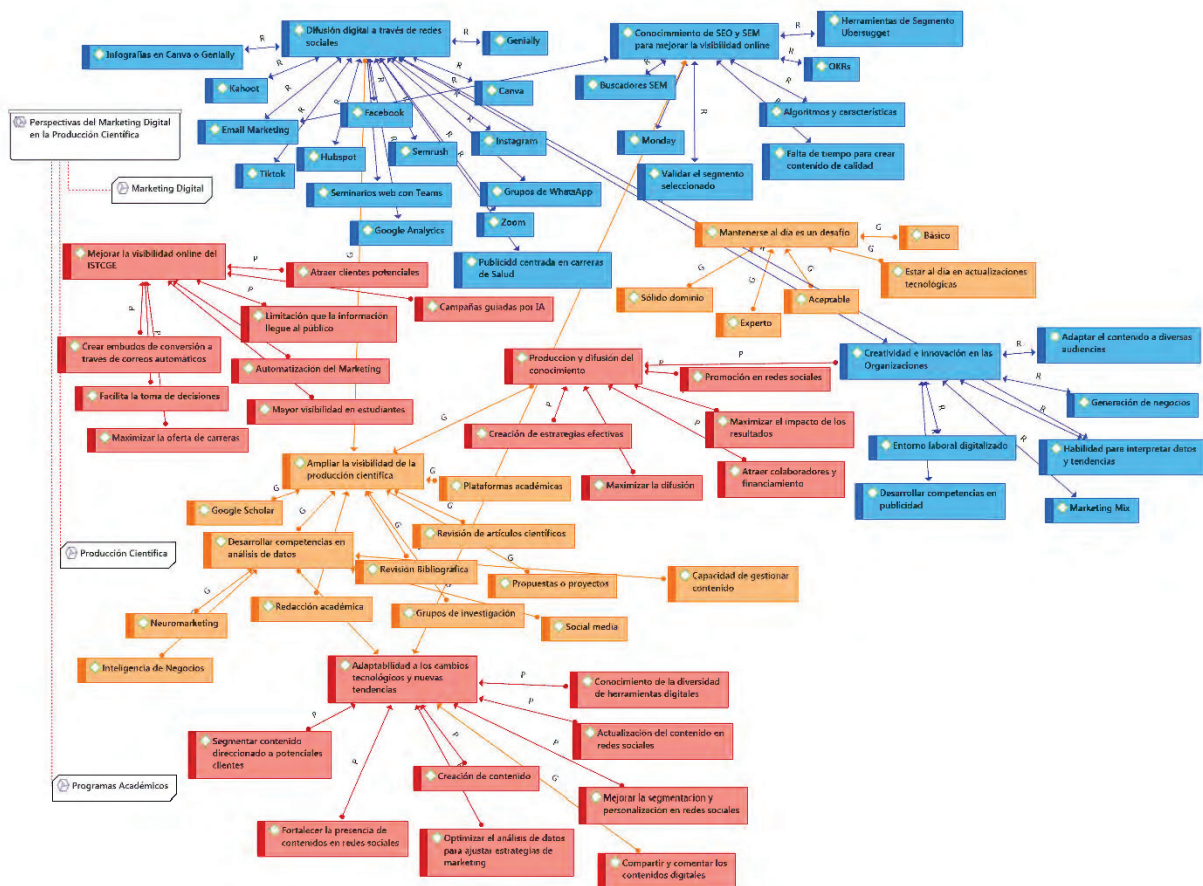 Difusión digital a través de redes
sociales
Infografías en Canva o Genially
Genially
Kahoot
Canva
Email Marketing
Facebook
Instagram
Tiktok
Hubspot
Semrush
Seminarios web con Teams
Grupos de WhatsApp
Google Analytics
Zoom
Publicidd centrada en carreras
de Salud
Conocimmiento de SEO y SEM
para mejorar la visibilidad online
Herramientas de Segmento
Ubersugget
OKRs
Buscadores SEM
Algoritmos y características
Monday
Validar el segmento
seleccionado
Falta de tiempo para crear
contenido de calidad
Perspectivas del Marketing Digital
en la Producción Científica
Marketing Digital
Mantenerse al día es un desafío
Básico
Estar al día en actualizaciones
tecnológicas
Sólido dominio
Experto
Aceptable
Mejorar la visibilidad online del
ISTCGE
Atraer clientes potenciales
Campañas guiadas por IA
Limitación que la información
llegue al público
Crear embudos de conversión a
través de correos automáticos
Automatización del Marketing
Facilita la toma de decisiones
Mayor visibilidad en estudiantes
Maximizar la oferta de carreras
Produccion y difusión del
conocimiento
Promoción en redes sociales
Creación de estrategias efectivas
Maximizar el impacto de los
resultados
Maximizar la difusión
Atraer colaboradores y
financiamiento
Creatividad e innovación en las
Organizaciones
Adaptar el contenido a diversas
audiencias
Generación de negocios
Entorno laboral digitalizado
Habilidad para interpretar datos
y tendencias
Desarrollar competencias en
publicidad
Marketing Mix
Ampliar la visibilidad de la
producción científica
Plataformas académicas
Google Scholar
Revisión de artículos científicos
Producción Científica
Desarrollar competencias en
análisis de datos
Revisión Bibliográfica
Propuestas o proyectos
Capacidad de gestionar
contenido
Neuromarketing
Redacción académica
Grupos de investigación
Social media
Inteligencia de Negocios
Adaptabilidad a los cambios
tecnológicos y nuevas
tendencias
Conocimiento de la diversidad
de herramientas digitales
Segmentar contenido
direccionado a potenciales
clientes
Actualización del contenido en
redes sociales
Programas Académicos
Creación de contenido
Mejorar la segmentacion y
personalización en redes sociales
Fortalecer la presencia de
contenidos en redes sociales
Optimizar el análisis de datos
para ajustar estrategias de
marketing
Compartir y comentar los
contenidos digitales